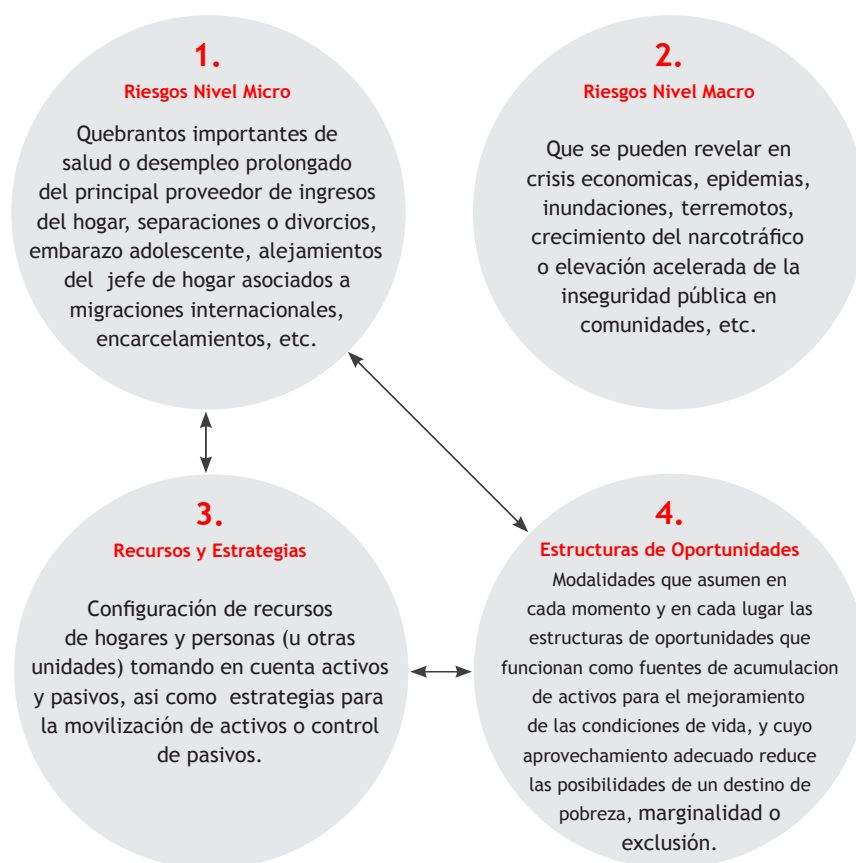 1.
Riesgos Nivel Micro
Quebrantos importantes de
salud o desempleo prolongado
del principal proveedor de ingresos
del hogar, separaciones o divorcios,
embarazo adolescente, alejamientos
del jefe de hogar asociados a
migraciones internacionales,
encarcelamientos, etc.
2.
Riesgos Nivel Macro
Que se pueden revelar en
crisis economicas, epidemias,
inundaciones, terremotos,
crecimiento del narcotráfico
o elevación acelerada de la
inseguridad pública en
comunidades, etc.
3.
Recursos y Estrategias
Configuración de recursos
de hogares y personas (u otras
unidades) tomando en cuenta activos
y pasivos, asi como estrategias para
la movilización de activos o control
de pasivos.
4.
Estructuras de Oportunidades
Modalidades que asumen en
cada momento y en cada lugar las
estructuras de oportunidades que
funcionan como fuentes de acumulacion
de activos para el mejoramiento
de las condiciones de vida, y cuyo
aprovechamiento adecuado reduce
las posibilidades de un destino de
pobreza, marginalidad o
exclusión.